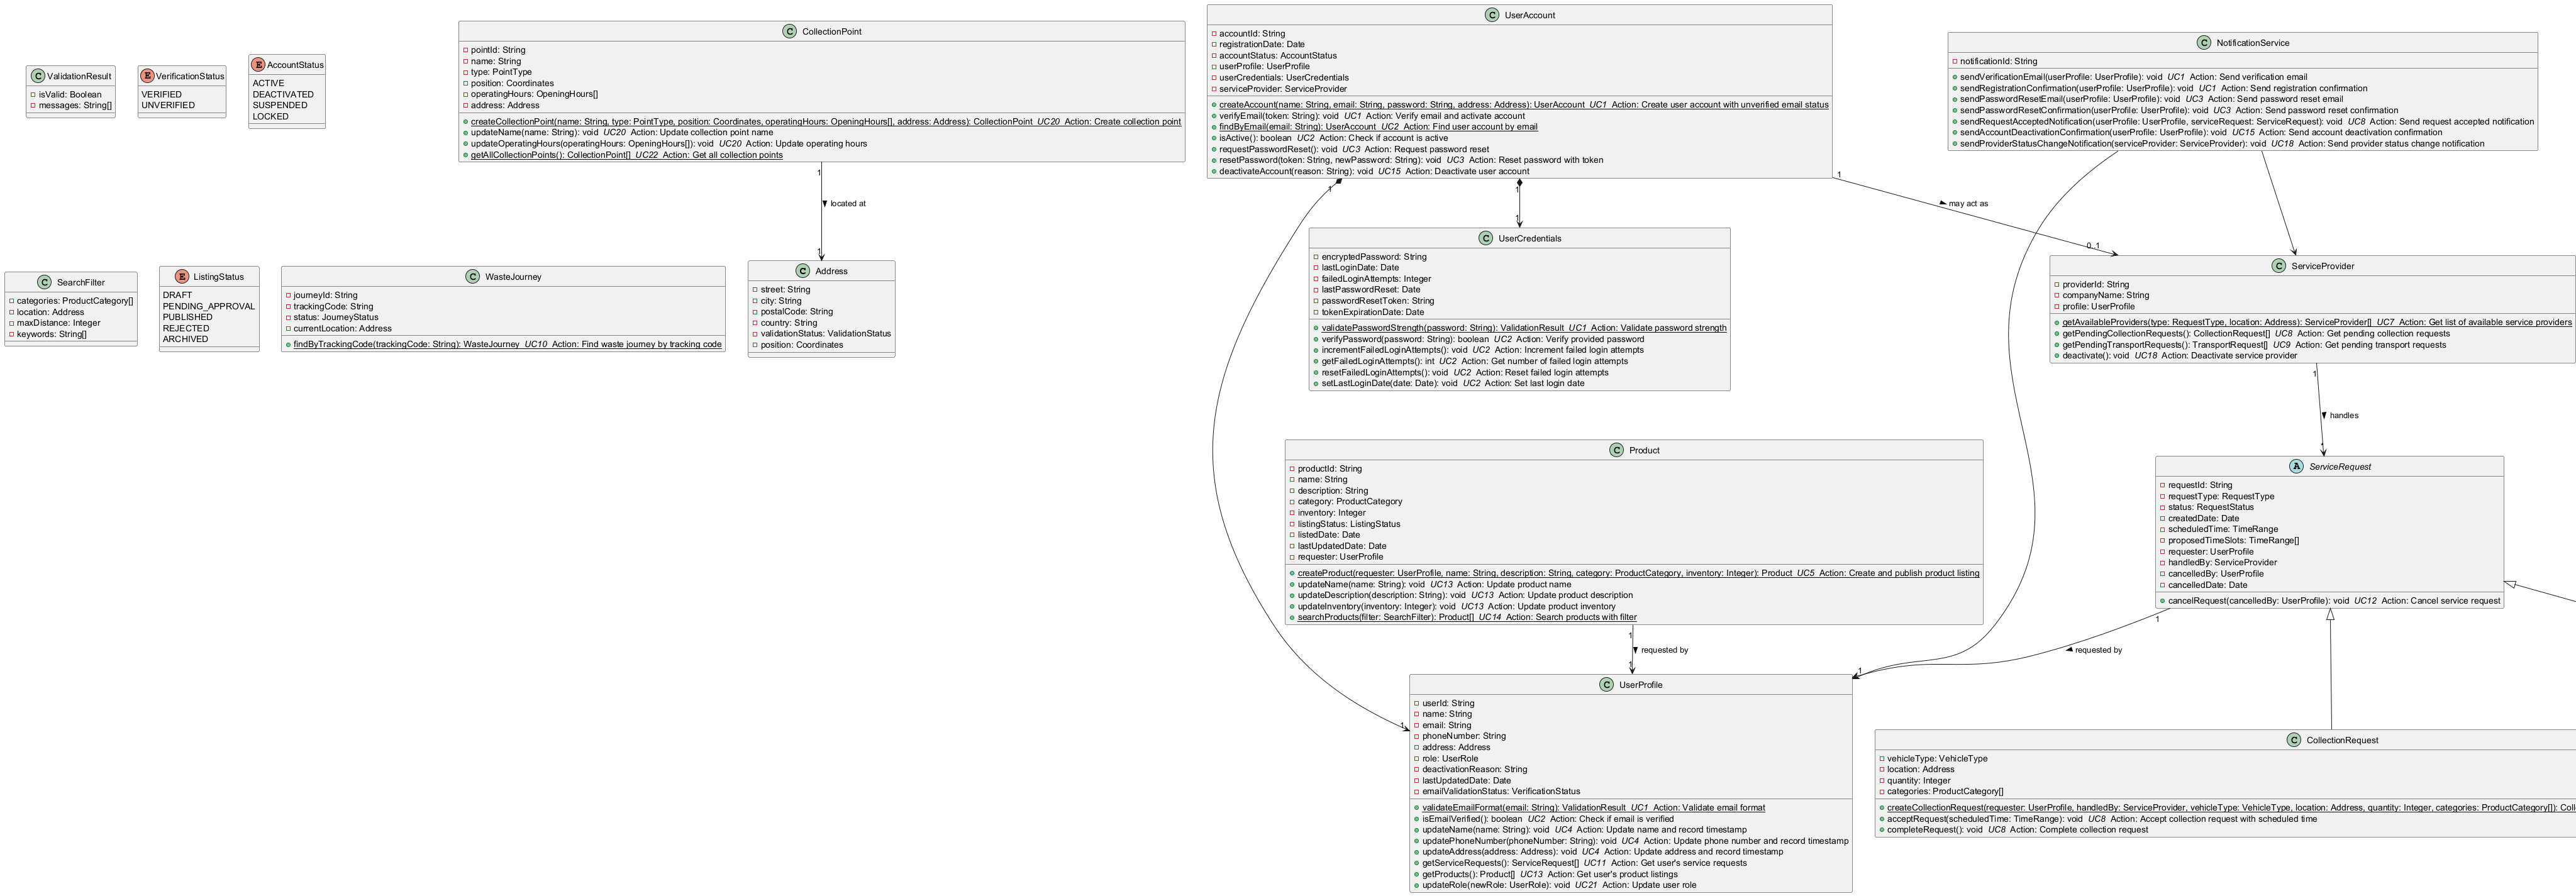 ValidationResult
isValid: Boolean
messages: String[]
VerificationStatus
VERIFIED
UNVERIFIED
AccountStatus
ACTIVE
DEACTIVATED
SUSPENDED
LOCKED
CollectionPoint
pointId: String
name: String
type: PointType
position: Coordinates
operatingHours: OpeningHours[]
address: Address
createCollectionPoint(name: String, type: PointType, position: Coordinates, operatingHours: OpeningHours[], address: Address): CollectionPoint UC20 Action: Create collection point
updateName(name: String): void UC20 Action: Update collection point name
updateOperatingHours(operatingHours: OpeningHours[]): void UC20 Action: Update operating hours
getAllCollectionPoints(): CollectionPoint[] UC22 Action: Get all collection points
UserAccount
accountId: String
registrationDate: Date
accountStatus: AccountStatus
userProfile: UserProfile
userCredentials: UserCredentials
serviceProvider: ServiceProvider
createAccount(name: String, email: String, password: String, address: Address): UserAccount UC1 Action: Create user account with unverified email status
verifyEmail(token: String): void UC1 Action: Verify email and activate account
findByEmail(email: String): UserAccount UC2 Action: Find user account by email
isActive(): boolean UC2 Action: Check if account is active
requestPasswordReset(): void UC3 Action: Request password reset
resetPassword(token: String, newPassword: String): void UC3 Action: Reset password with token
deactivateAccount(reason: String): void UC15 Action: Deactivate user account
NotificationService
notificationId: String
sendVerificationEmail(userProfile: UserProfile): void UC1 Action: Send verification email
sendRegistrationConfirmation(userProfile: UserProfile): void UC1 Action: Send registration confirmation
sendPasswordResetEmail(userProfile: UserProfile): void UC3 Action: Send password reset email
sendPasswordResetConfirmation(userProfile: UserProfile): void UC3 Action: Send password reset confirmation
sendRequestAcceptedNotification(userProfile: UserProfile, serviceRequest: ServiceRequest): void UC8 Action: Send request accepted notification
sendAccountDeactivationConfirmation(userProfile: UserProfile): void UC15 Action: Send account deactivation confirmation
sendProviderStatusChangeNotification(serviceProvider: ServiceProvider): void UC18 Action: Send provider status change notification
1
located at
1
1
1
1
1
1
may act as
0..1
SearchFilter
categories: ProductCategory[]
location: Address
maxDistance: Integer
keywords: String[]
ListingStatus
DRAFT
PENDING_APPROVAL
PUBLISHED
REJECTED
ARCHIVED
WasteJourney
journeyId: String
trackingCode: String
status: JourneyStatus
currentLocation: Address
findByTrackingCode(trackingCode: String): WasteJourney UC10 Action: Find waste journey by tracking code
Address
street: String
city: String
postalCode: String
country: String
validationStatus: ValidationStatus
position: Coordinates
UserCredentials
encryptedPassword: String
lastLoginDate: Date
failedLoginAttempts: Integer
lastPasswordReset: Date
passwordResetToken: String
tokenExpirationDate: Date
validatePasswordStrength(password: String): ValidationResult UC1 Action: Validate password strength
verifyPassword(password: String): boolean UC2 Action: Verify provided password
incrementFailedLoginAttempts(): void UC2 Action: Increment failed login attempts
getFailedLoginAttempts(): int UC2 Action: Get number of failed login attempts
resetFailedLoginAttempts(): void UC2 Action: Reset failed login attempts
setLastLoginDate(date: Date): void UC2 Action: Set last login date
ServiceProvider
providerId: String
companyName: String
profile: UserProfile
getAvailableProviders(type: RequestType, location: Address): ServiceProvider[] UC7 Action: Get list of available service providers
getPendingCollectionRequests(): CollectionRequest[] UC8 Action: Get pending collection requests
getPendingTransportRequests(): TransportRequest[] UC9 Action: Get pending transport requests
deactivate(): void UC18 Action: Deactivate service provider
1
handles
1
Product
productId: String
name: String
description: String
category: ProductCategory
inventory: Integer
listingStatus: ListingStatus
listedDate: Date
lastUpdatedDate: Date
requester: UserProfile
createProduct(requester: UserProfile, name: String, description: String, category: ProductCategory, inventory: Integer): Product UC5 Action: Create and publish product listing
updateName(name: String): void UC13 Action: Update product name
updateDescription(description: String): void UC13 Action: Update product description
updateInventory(inventory: Integer): void UC13 Action: Update product inventory
searchProducts(filter: SearchFilter): Product[] UC14 Action: Search products with filter
ServiceRequest
requestId: String
requestType: RequestType
status: RequestStatus
createdDate: Date
scheduledTime: TimeRange
proposedTimeSlots: TimeRange[]
requester: UserProfile
handledBy: ServiceProvider
cancelledBy: UserProfile
cancelledDate: Date
cancelRequest(cancelledBy: UserProfile): void UC12 Action: Cancel service request
1
requested by
1
1
requested by
1
UserProfile
userId: String
name: String
email: String
phoneNumber: String
address: Address
role: UserRole
deactivationReason: String
lastUpdatedDate: Date
emailValidationStatus: VerificationStatus
validateEmailFormat(email: String): ValidationResult UC1 Action: Validate email format
isEmailVerified(): boolean UC2 Action: Check if email is verified
updateName(name: String): void UC4 Action: Update name and record timestamp
updatePhoneNumber(phoneNumber: String): void UC4 Action: Update phone number and record timestamp
updateAddress(address: Address): void UC4 Action: Update address and record timestamp
getServiceRequests(): ServiceRequest[] UC11 Action: Get user's service requests
getProducts(): Product[] UC13 Action: Get user's product listings
updateRole(newRole: UserRole): void UC21 Action: Update user role
CollectionRequest
vehicleType: VehicleType
location: Address
quantity: Integer
categories: ProductCategory[]
createCollectionRequest(requester: UserProfile, handledBy: ServiceProvider, vehicleType: VehicleType, location: Address, quantity: Integer, categories: ProductCategory[]): Coll
acceptRequest(scheduledTime: TimeRange): void UC8 Action: Accept collection request with scheduled time
completeRequest(): void UC8 Action: Complete collection request